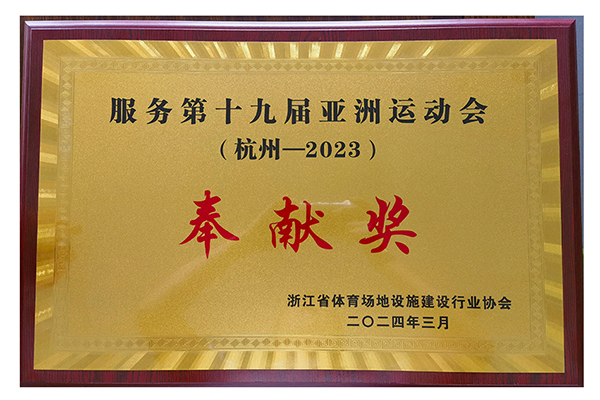 服务第十九届亚洲运动会
（杭州—2023）
奉献奖
浙江省体育场地设施建设行业协会
二〇二四年三月